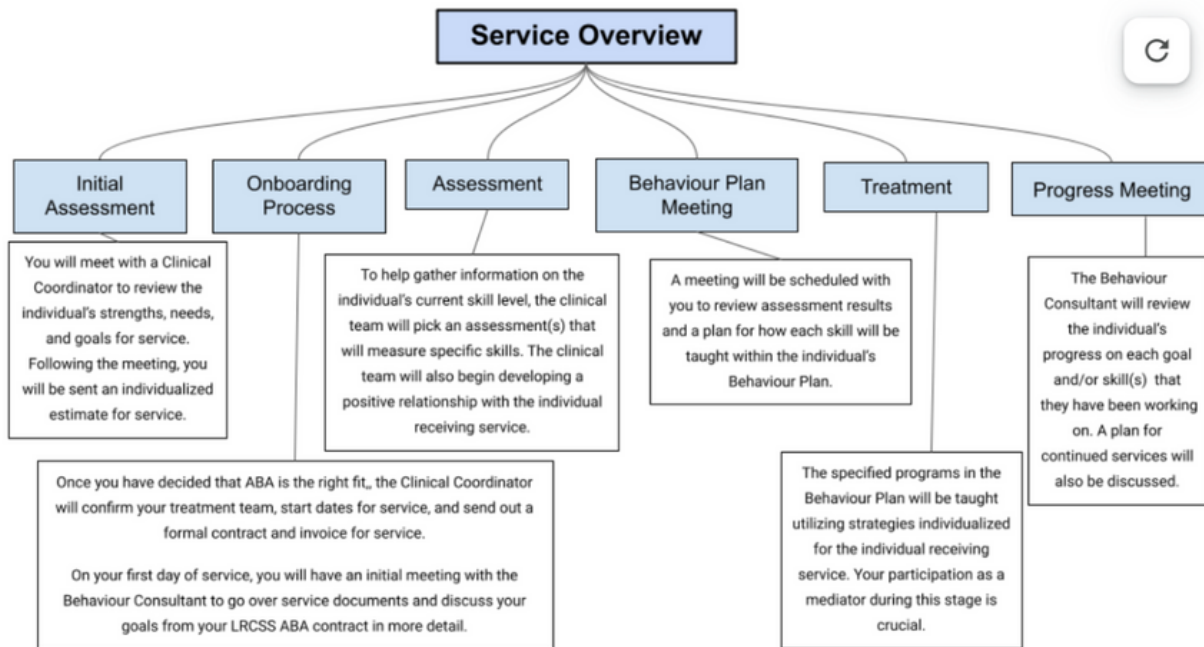 Service Overview
Initial
Assessment
Onboarding
Process
Assessment
Behaviour Plan
Meeting
Treatment
Progress Meeting
You will meet with a Clinical
Coordinator to review the
individual's strengths, needs,
and goals for service.
Following the meeting, you
will be sent an individualized
estimate for service.
Once you have decided that ABA is the right fit,, the Clinical Coordinator
will confirm your treatment team, start dates for service, and send out a
formal contract and invoice for service.
On your first day of service, you will have an initial meeting with the
Behaviour Consultant to go over service documents and discuss your
goals from your LRCSS ABA contract in more detail.
To help gather information on the
individual's current skill level, the clinical
team will pick an assessment(s) that
will measure specific skills. The clinical
team will also begin developing a
positive relationship with the individual
receiving service.
A meeting will be scheduled with
you to review assessment results
and a plan for how each skill will be
taught within the individual's
Behaviour Plan.
The specified programs in the
Behaviour Plan will be taught
utilizing strategies individualized
for the individual receiving
service. Your participation as a
mediator during this stage is
crucial.
The Behaviour
Consultant will review
the individual's
progress on each goal
and/or skill(s) that
they have been working
on. A plan for
continued services will
also be discussed.